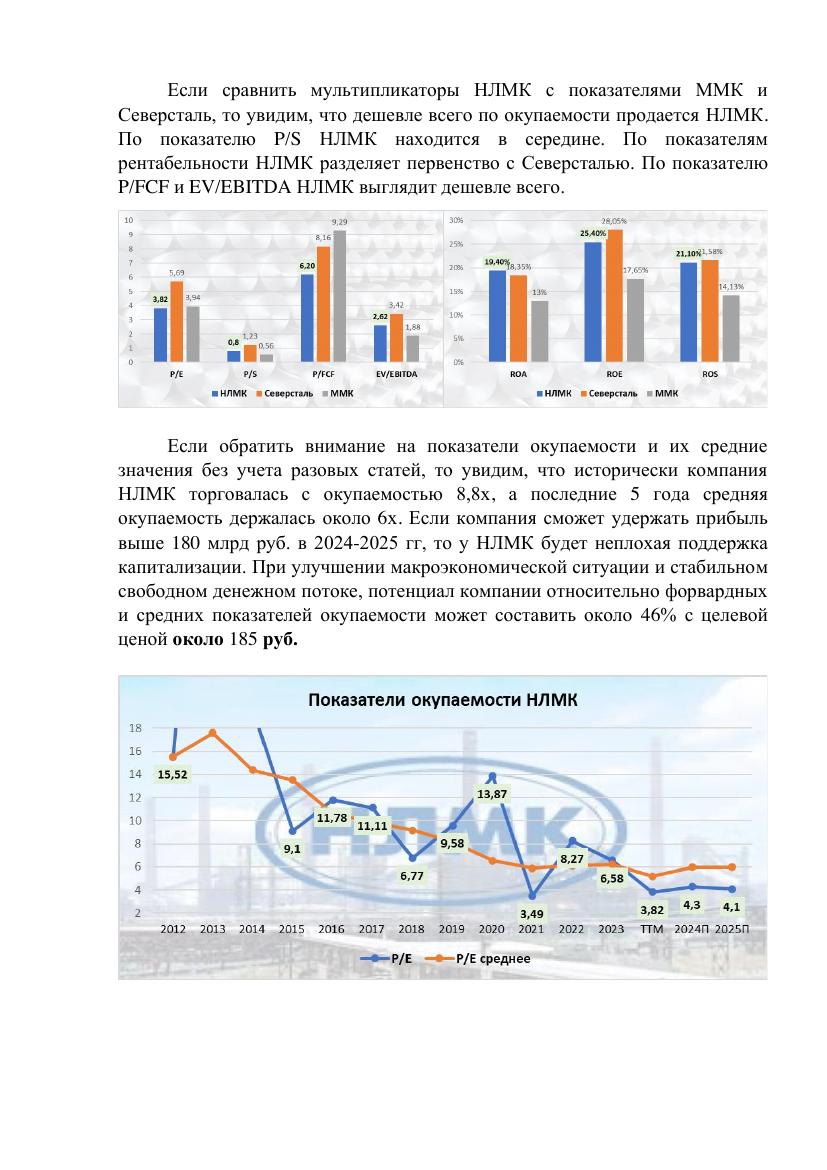 Если сравнить мультипликаторы НЛМК с показателями ММК и
Северсталь, то увидим, что дешевле всего по окупаемости продается НЛМК.
По показателю P/S НЛМК находится в середине. По показателям
рентабельности НЛМК разделяет первенство с Северсталью. По показателю
P/FCF и EV/EBITDA НЛМК выглядит дешевле всего.
10
9
8
7
6
5
4
3
2
1
0
3,82
5,69
3,94
0,8
1,23
0,56
6,20
8,16
9,29
2,62
3,42
1,88
P/E
P/S
P/FCF
EV/EBITDA
НЛМК Северсталь ММК
30%
25%
20%
15%
10%
5%
0%
19,40%
18,35%
13%
25,40%
28,05%
17,65%
21,10%
21,58%
14,13%
ROA
ROE
ROS
НЛМК Северсталь ММК
Если обратить внимание на показатели окупаемости и их средние
значения без учета разовых статей, то увидим, что исторически компания
НЛМК торговалась с окупаемостью 8,8x, а последние 5 года средняя
окупаемость держалась около 6x. Если компания сможет удержать прибыль
выше 180 млрд руб. в 2024-2025 гг, то у НЛМК будет неплохая поддержка
капитализации. При улучшении макроэкономической ситуации и стабильном
свободном денежном потоке, потенциал компании относительно форвардных
и средних показателей окупаемости может составить около 46% с целевой
ценой около 185 руб.
Показатели окупаемости НЛМК
18
16
14
12
10
8
6
4
2
НЛМК
15,52
9,1
11,78
11,11
6,77
9,58
13,87
3,49
8,27
6,58
3,82
4,3
4,1
2012 2013 2014 2015 2016 2017 2018 2019 2020 2021 2022 2023 TTM 2024П 2025П
P/E P/E среднее